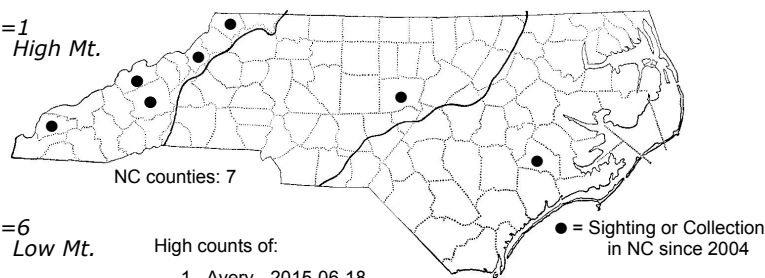 =1
High Mt.
NC counties: 7
=6
Low Mt.
High counts of:
● = Sighting or Collection
in NC since 2004
1 - Avery - 2015-06-18